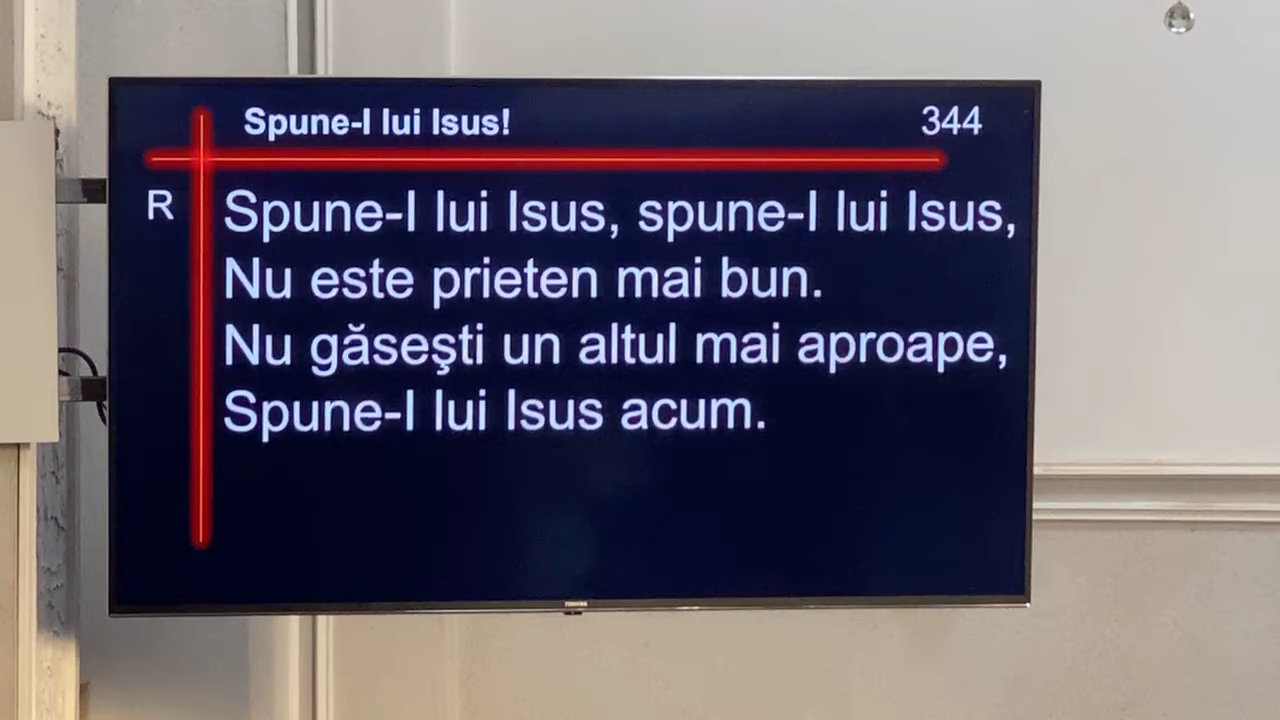 Spune-I lui Isus! 344
R Spune-I lui Isus, spune-I lui Isus,
Nu este prieten mai bun.
Nu găseşti un altul mai aproape,
Spune-I lui Isus acum.
TOSHIBA